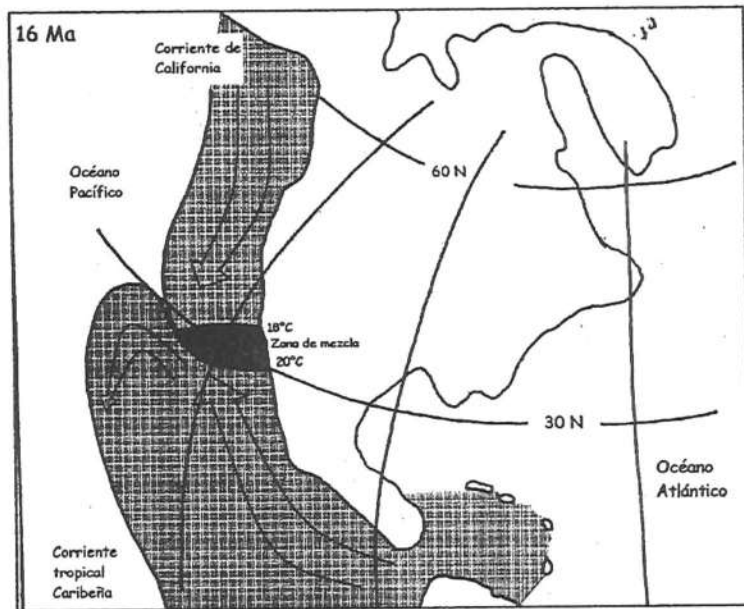 16 Ma
Corriente de
California
Océano
Pacífico
60 N
18°C
Zona de mezcla
20°C
30 N
Océano
Atlántico
Corriente
tropical
Caribeña